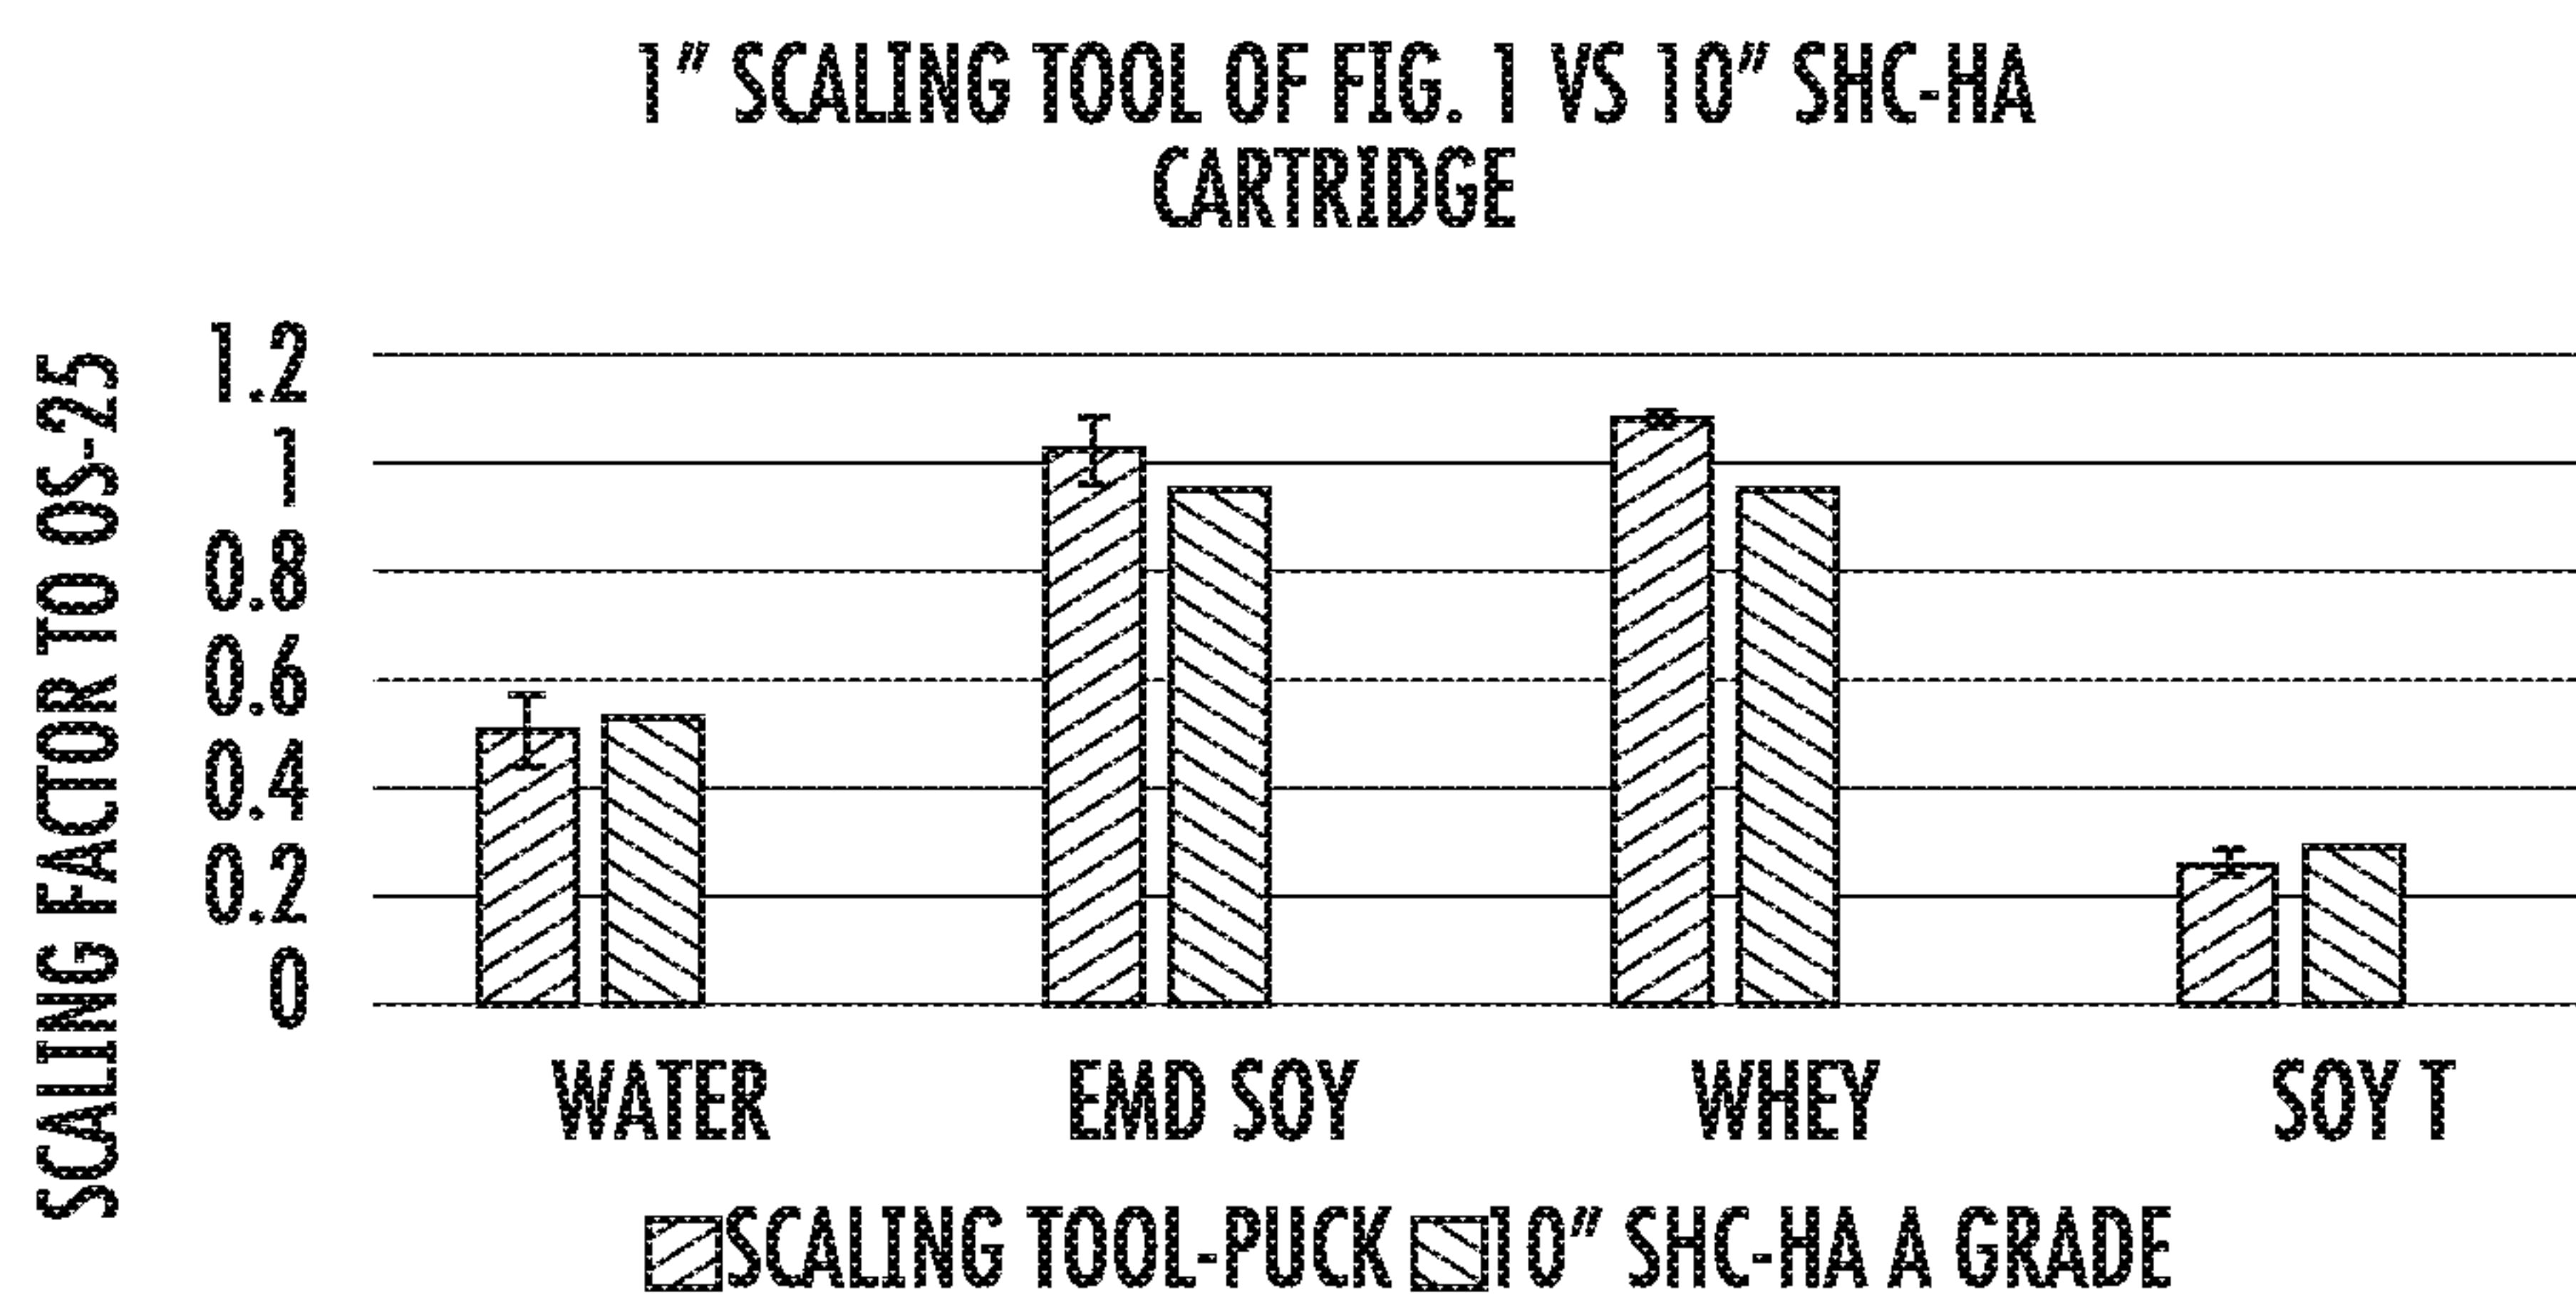 1" SCALING TOOL OF FIG. 1 VS 10" SHC-HA
CARTRIDGE
SCALING FACTOR TO OS-25
1.2
1
0.8
0.6
0.4
0.2
0
WATER EMD SOY WHEY SOY T
SCALING TOOL-PUCK 10" SHC-HA A GRADE